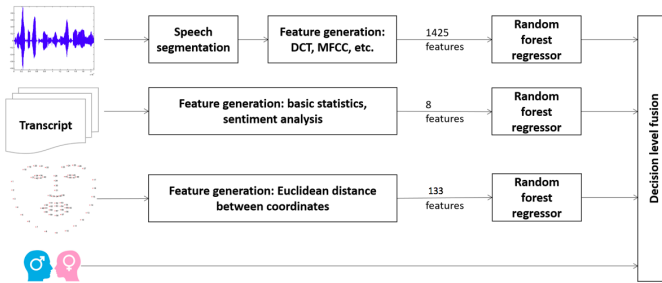 Speech
segmentation
Feature generation:
DCT, MFCC, etc.
1425
features
Random
forest
regressor
Transcript
Feature generation: basic statistics,
sentiment analysis
8
features
Random
forest
regressor
Feature generation: Euclidean distance
between coordinates
133
features
Random
forest
regressor
Decision level fusion